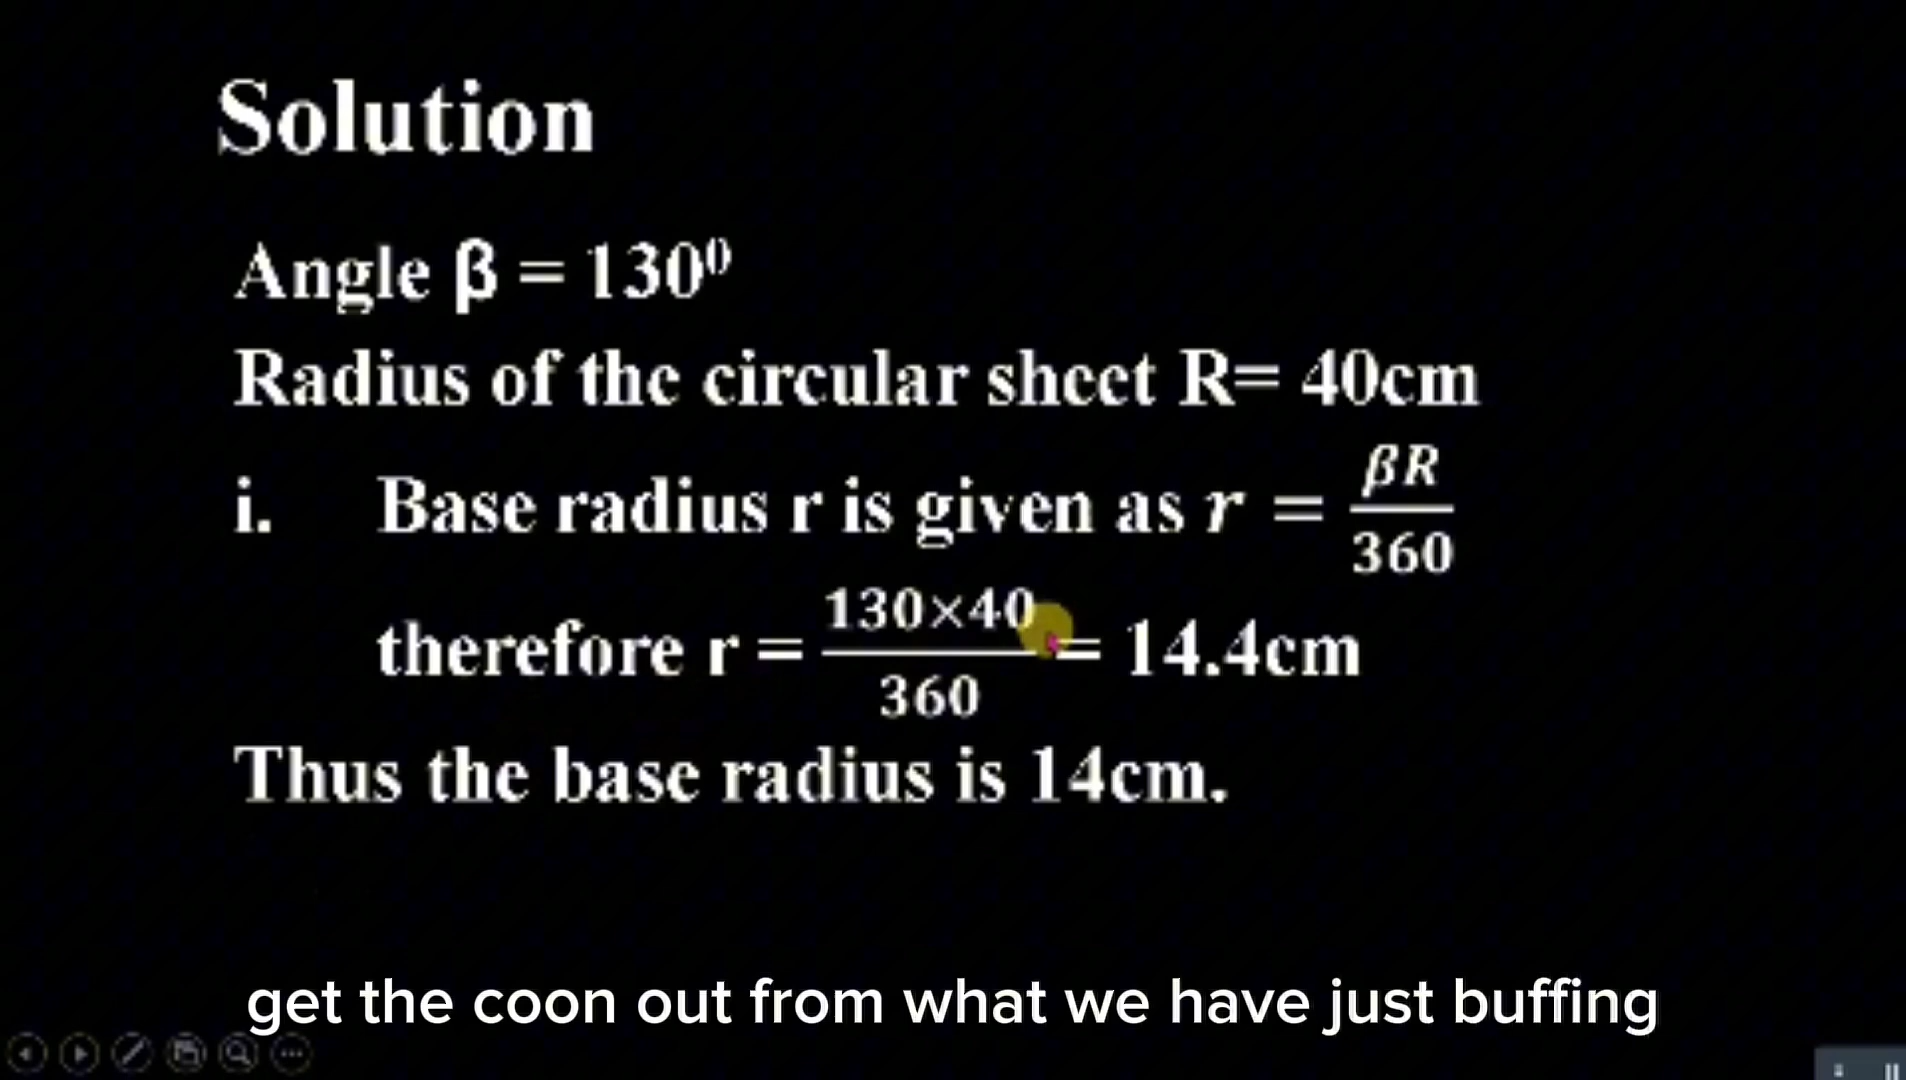 Solution
Angle β = 130⁰
Radius of the circular sheet R= 40cm
i. Base radius r is given as r = βR/360
therefore r = 130×40/360 = 14.4cm
Thus the base radius is 14cm.
get the coon out from what we have just buffing